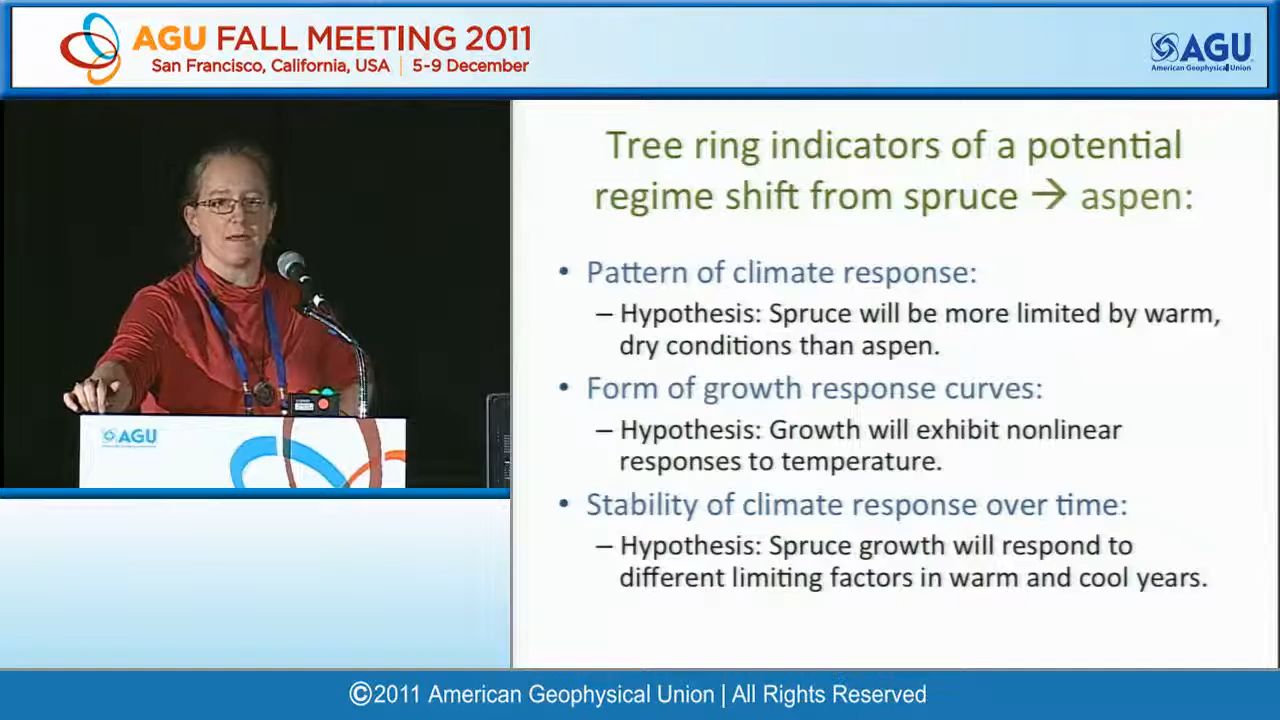 AGU FALL MEETING 2011
San Francisco, California, USA | 5-9 December
AGU
American Geophysical Union
Tree ring indicators of a potential
regime shift from spruce → aspen:
• Pattern of climate response:
– Hypothesis: Spruce will be more limited by warm,
dry conditions than aspen.
• Form of growth response curves:
– Hypothesis: Growth will exhibit nonlinear
responses to temperature.
• Stability of climate response over time:
– Hypothesis: Spruce growth will respond to
different limiting factors in warm and cool years.
AGU
©2011 American Geophysical Union | All Rights Reserved